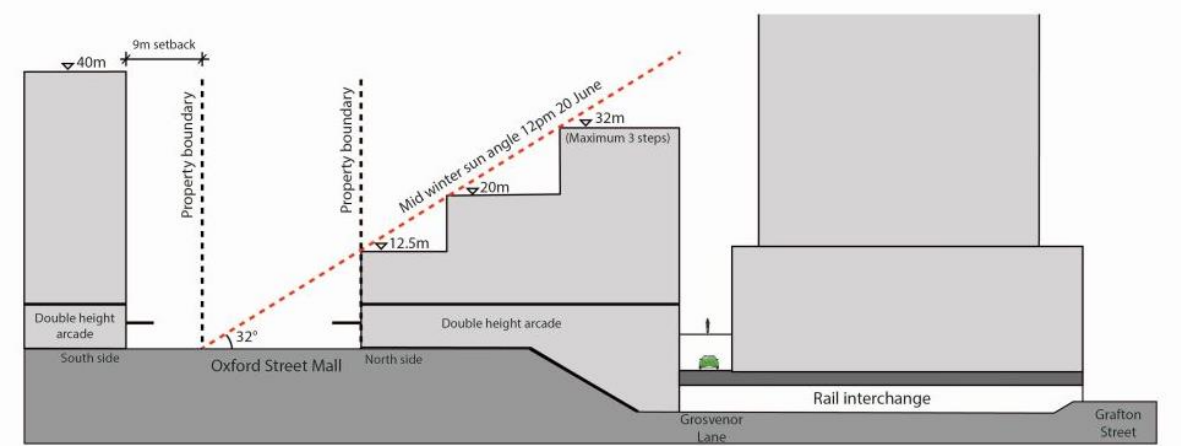 9m setback
40m
Property boundary
Property boundary
Mid winter sun angle 12pm 20 June
32m
(Maximum 3 steps)
20m
12.5m
Double height
arcade
Double height arcade
32°
South side
Oxford Street Mall
North side
Rail interchange
Grosvenor
Lane
Grafton
Street